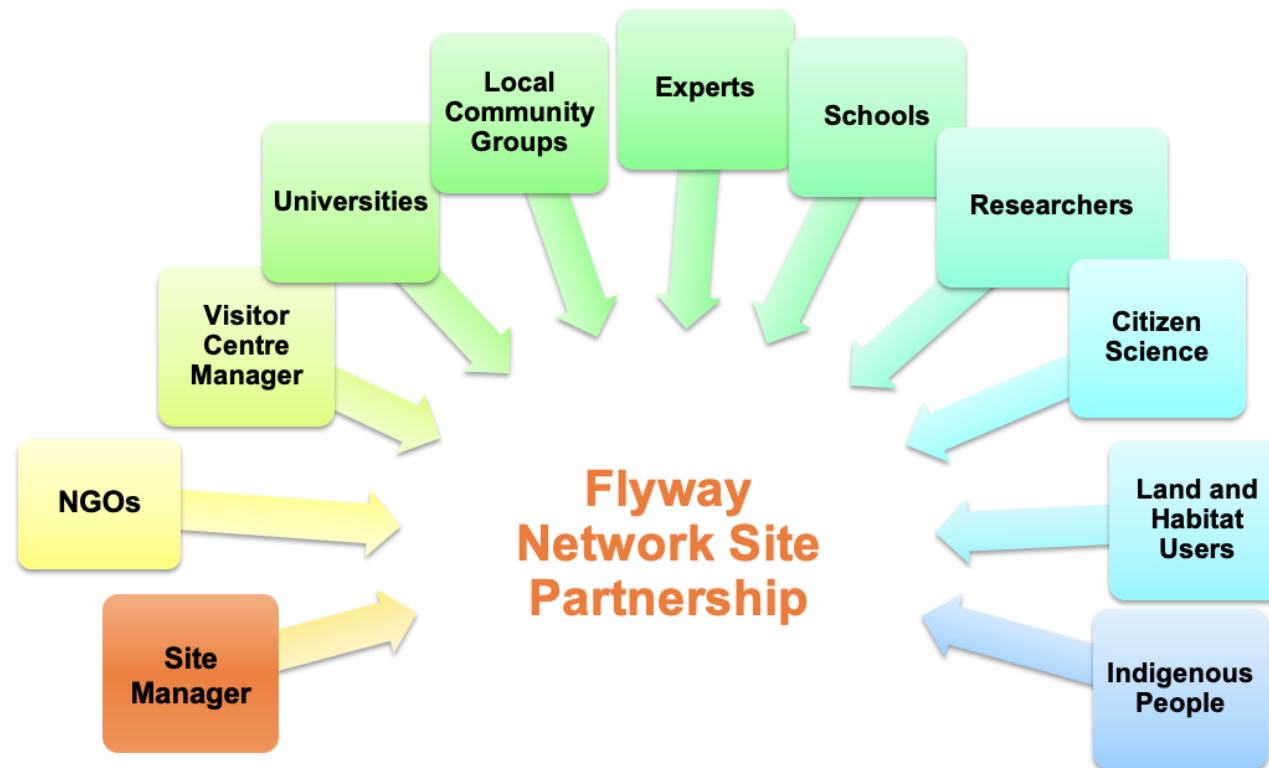 Experts
Local
Community
Groups
Schools
Universities
Researchers
Visitor
Centre
Manager
Citizen
Science
NGOs
Land and
Habitat
Users
Site
Manager
Indigenous
People
Flyway
Network Site
Partnership